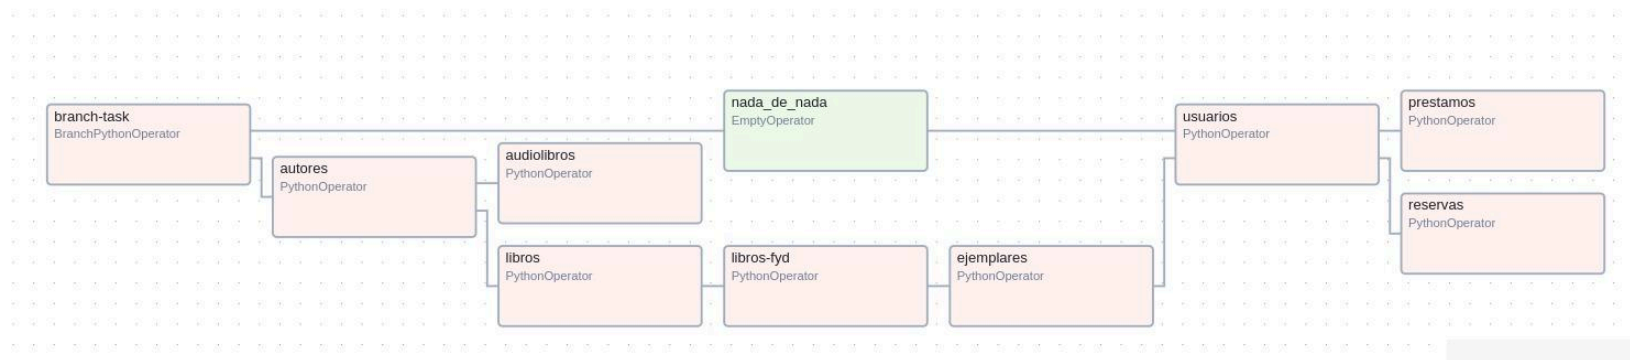 branch-task
BranchPythonOperator
autores
PythonOperator
audiolibros
PythonOperator
libros
PythonOperator
nada_de_nada
EmptyOperator
libros-fyd
PythonOperator
ejemplares
PythonOperator
usuarios
PythonOperator
prestamos
PythonOperator
reservas
PythonOperator